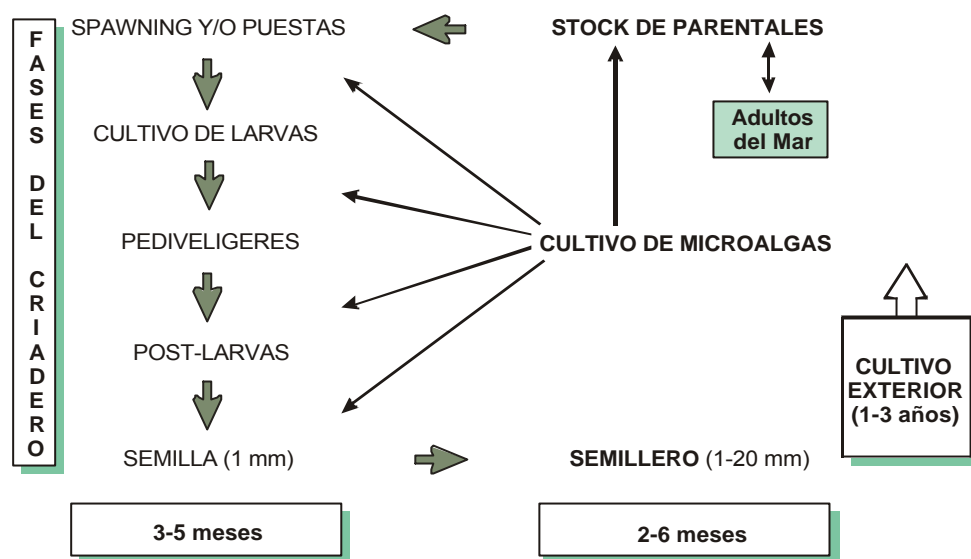 FASES DEL CRIADERO
SPAWNING Y/O PUESTAS
STOCK DE PARENTALES
Adultos
del Mar
CULTIVO DE LARVAS
PEDIVELIGERES
CULTIVO DE MICROALGAS
POST-LARVAS
CULTIVO
EXTERIOR
(1-3 años)
SEMILLA (1 mm)
SEMILLERO (1-20 mm)
3-5 meses
2-6 meses